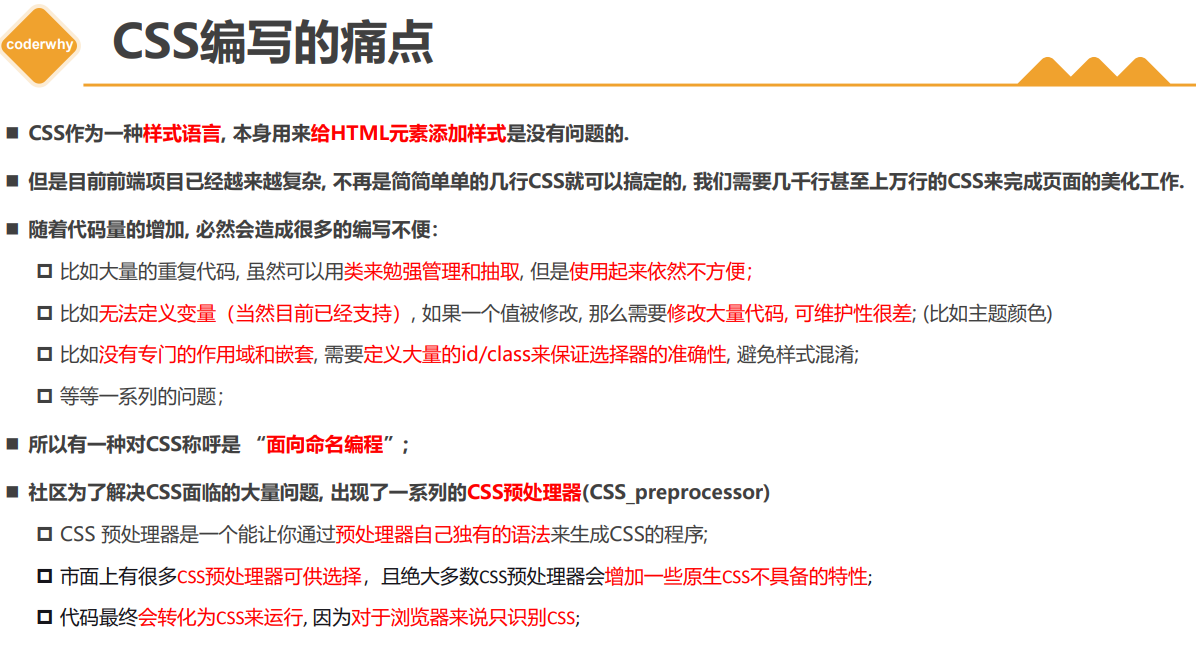 coderwhy
CSS编写的痛点
CSS作为一种样式语言, 本身用来给HTML元素添加样式是没有问题的.
但是目前前端项目已经越来越复杂, 不再是简简单单的几行CSS就可以搞定的, 我们需要几千行甚至上万行的CSS来完成页面的美化工作.
随着代码量的增加, 必然会造成很多的编写不便：
比如大量的重复代码, 虽然可以用类来勉强管理和抽取, 但是使用起来依然不方便；
比如无法定义变量（当然目前已经支持）, 如果一个值被修改, 那么需要修改大量代码, 可维护性很差; (比如主题颜色)
比如没有专门的作用域和嵌套, 需要定义大量的id/class来保证选择器的准确性, 避免样式混淆;
等等一系列的问题；
所以有一种对CSS称呼是 “面向命名编程”；
社区为了解决CSS面临的大量问题, 出现了一系列的CSS预处理器(CSS_preprocessor)
CSS 预处理器是一个能让你通过预处理器自己独有的语法来生成CSS的程序;
市面上有很多CSS预处理器可供选择，且绝大多数CSS预处理器会增加一些原生CSS不具备的特性;
代码最终会转化为CSS来运行, 因为对于浏览器来说只识别CSS;